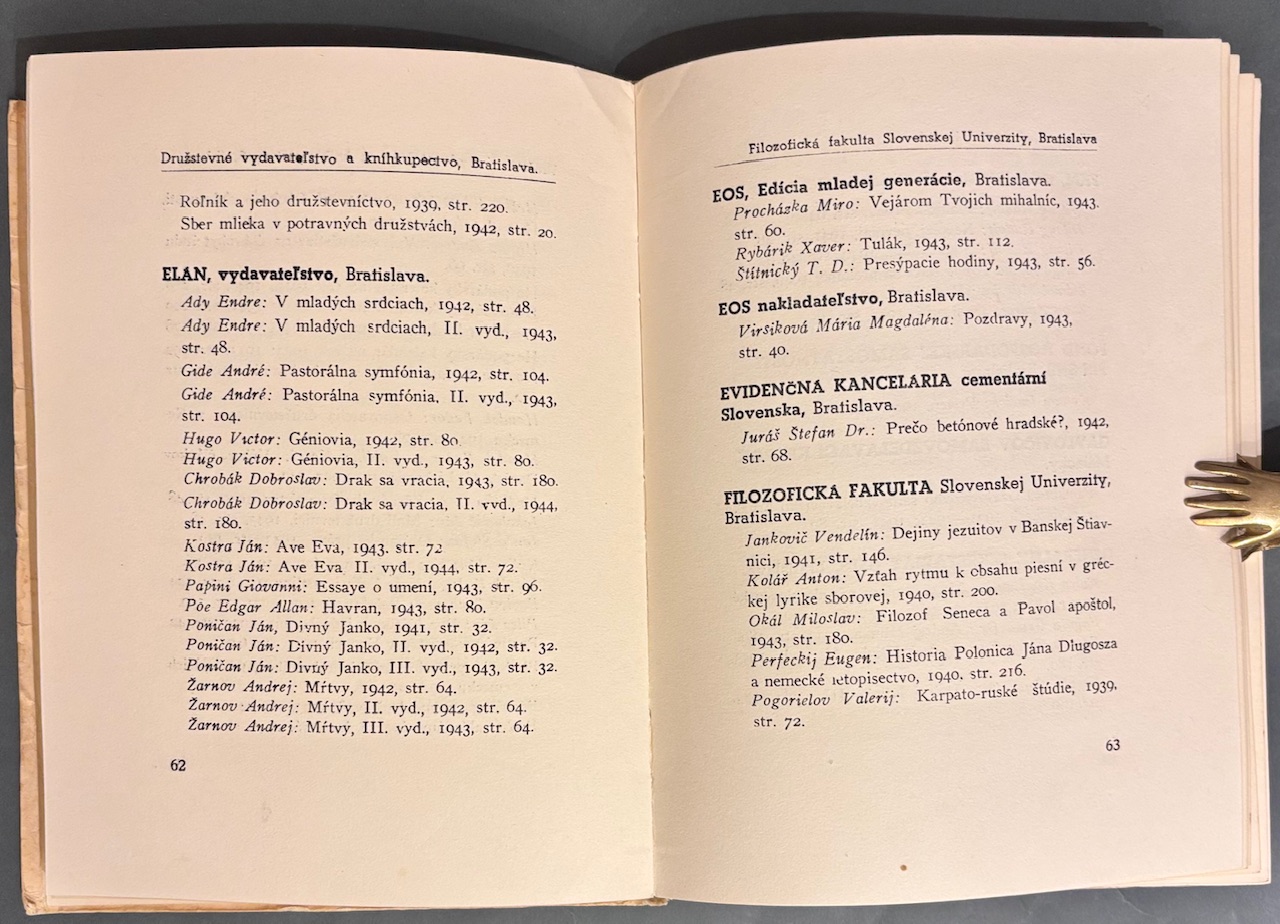 Družstevné vydavateľstvo a kníhkupectvo, Bratislava.
Roľník a jeho družstevníctvo, 1939, str. 220.
Sber mlieka v potravných družstvách, 1942, str. 20.
ELÁN, vydavateľstvo, Bratislava.
Ady Endre: V mladých srdciach, 1942, str. 48.
Ady Endre: V mladých srdciach, II. vyd., 1943,
str. 48.
Gide André: Pastorálna symfónia, 1942, str. 104.
Gide André: Pastorálna symfónia, II. vyd., 1943,
str. 104.
Hugo Victor: Géniovia, 1942, str. 80.
Hugo Victor: Géniovia, II. vyd., 1943, str. 80.
Chrobák Dobroslav: Drak sa vracia, 1943, str. 180.
Chrobák Dobroslav: Drak sa vracia, II. vyd., 1944,
str. 180.
Kostra Ján: Ave Eva, 1943. str. 72
Kostra Ján: Ave Eva, II. vyd., 1944, str. 72.
Papini Giovanni: Essaye o umení, 1943, str. 96.
Poe Edgar Allan: Havran, 1943, str. 80.
Poničan Ján, Divný Janko, 1941, str. 32.
Poničan Ján: Divný Janko, II. vyd., 1942, str. 32.
Poničan Ján: Divný Janko, III. vyd., 1943, str. 32.
Žarnov Andrej: Mŕtvy, 1942, str. 64.
Žarnov Andrej: Mŕtvy, II. vyd., 1942, str. 64.
Žarnov Andrej: Mŕtvy, III. vyd., 1943, str. 64.
62
Filozofická fakulta Slovenskej Univerzity, Bratislava
EOS, Edícia mladej generácie, Bratislava.
Procházka Miro: Vejárom Tvojich mihalníc, 1943.
str. 60.
Rybárik Xaver: Tulák, 1943, str. 112.
Štítnický T. D.: Presýpacie hodiny, 1943, str. 56.
EOS nakladateľstvo, Bratislava.
Viršiková Mária Magdaléna: Pozdravy, 1943,
str. 40.
EVIDENČNÁ KANCELÁRIA cementární
Slovenska, Bratislava.
Juráš Štefan Dr.: Prečo betónové hradské?, 1942,
str. 68.
FILOZOFICKÁ FAKULTA Slovenskej Univerzity,
Bratislava.
Jankovič Vendelín: Dejiny jezuitov v Banskej Štiav-
nici, 1941, str. 146.
Kolář Anton: Vzťah rytmu k obsahu piesní v gréc-
kej lyrike sborovej, 1940, str. 200.
Okál Miloslav: Filozof Seneca a Pavol apoštol,
1943, str. 180.
Perfeckij Eugen: Historia Polonica Jána Dlugosza
a nemecké letopisectvo, 1940. str. 216.
Pogorielov Valerij: Karpato-ruské štúdie, 1939.
str. 72.
63